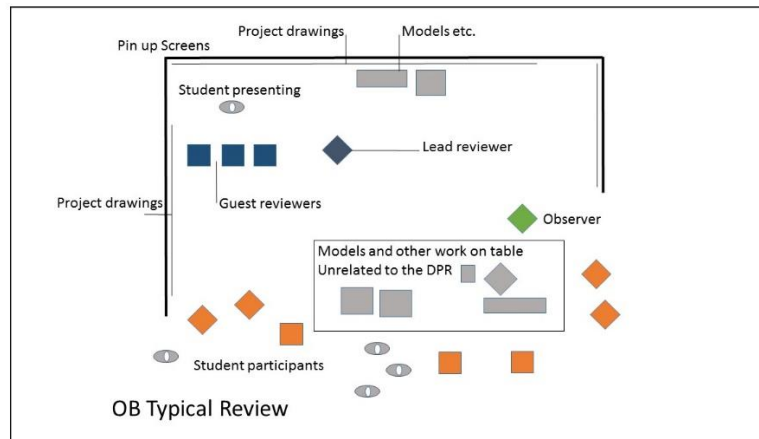 Project drawings
Models etc.
Pin up Screens
Student presenting
Lead reviewer
Project drawings
Guest reviewers
Observer
Models and other work on table
Unrelated to the DPR
Student participants
OB Typical Review